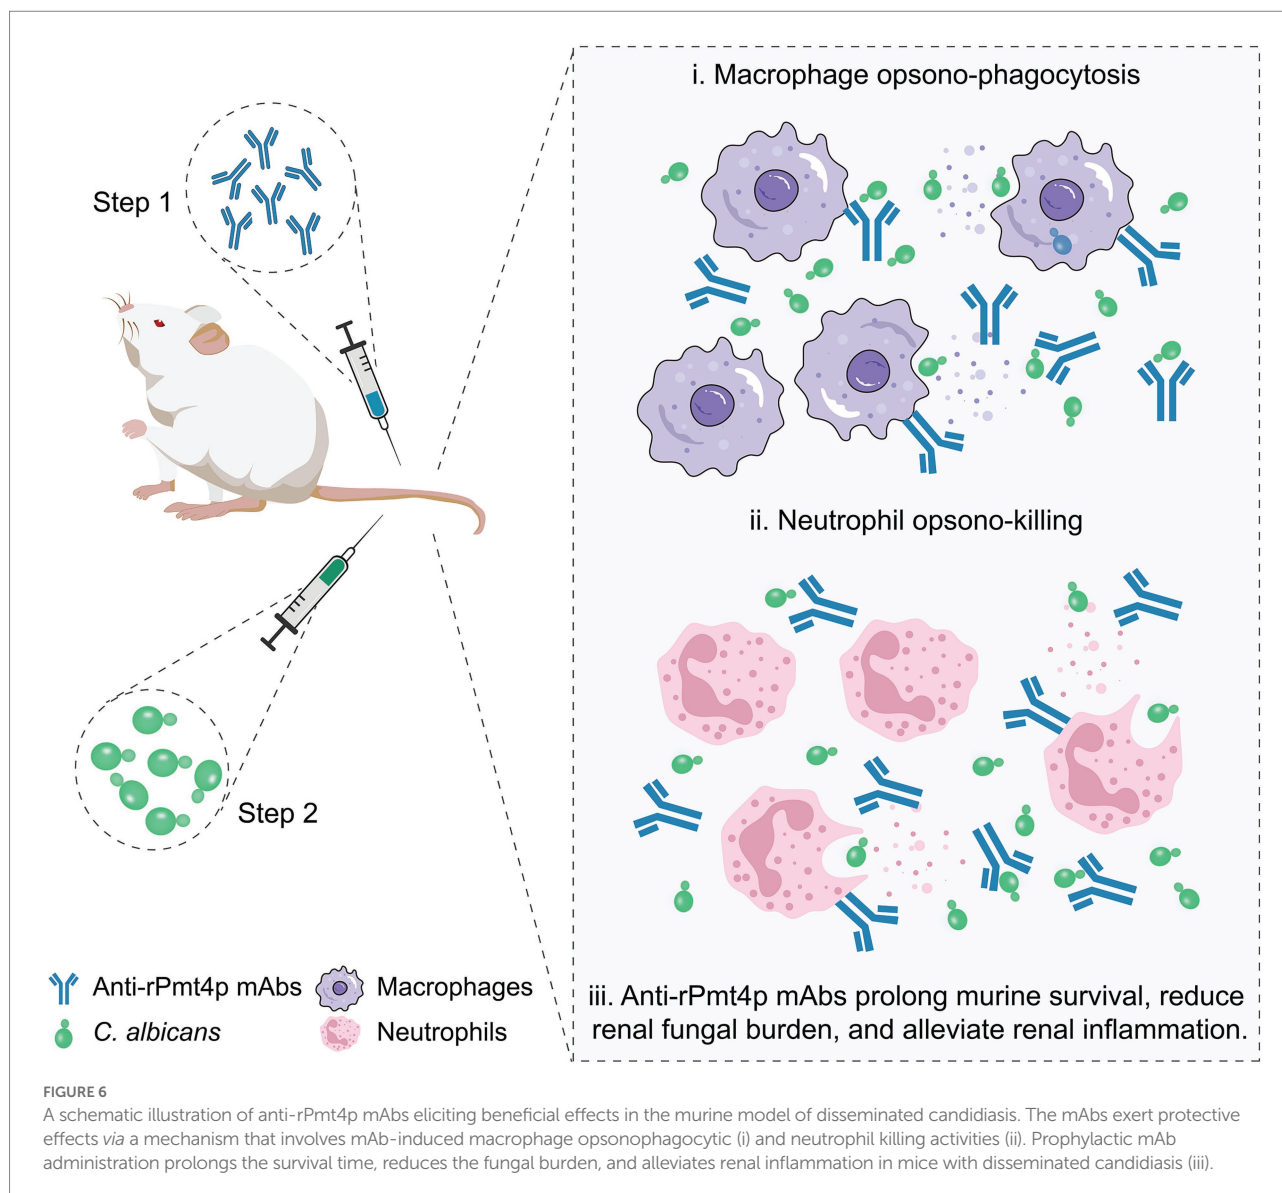 i. Macrophage opsono-phagocytosis
Step 1
ii. Neutrophil opsono-killing
Step 2
Anti-rPmt4p mAbs
Macrophages
C. albicans
Neutrophils
iii. Anti-rPmt4p mAbs prolong murine survival, reduce
renal fungal burden, and alleviate renal inflammation.
FIGURE 6
A schematic illustration of anti-rPmt4p mAbs eliciting beneficial effects in the murine model of disseminated candidiasis. The mAbs exert protective
effects via a mechanism that involves mAb-induced macrophage opsonophagocytic (i) and neutrophil killing activities (ii). Prophylactic mAb
administration prolongs the survival time, reduces the fungal burden, and alleviates renal inflammation in mice with disseminated candidiasis (iii).